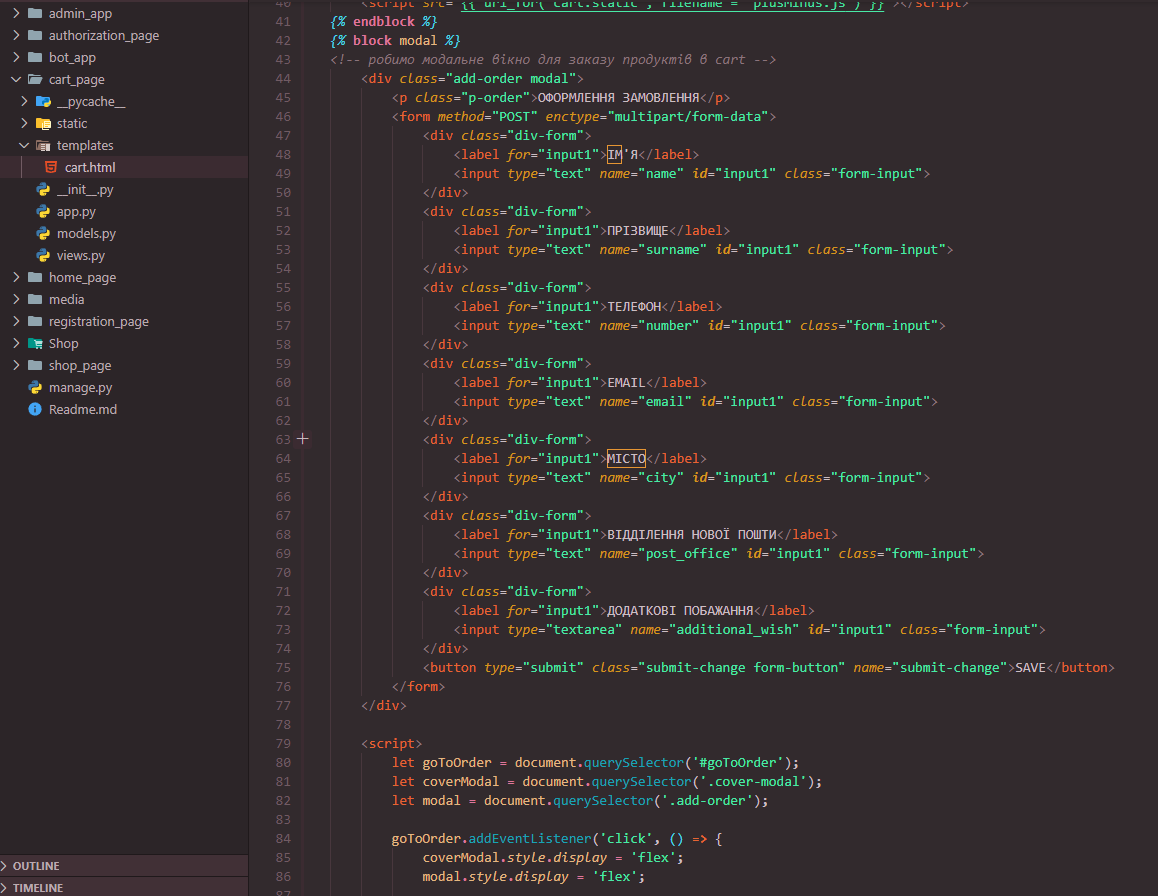 admin_app
authorization_page
bot_app
cart_page
__pycache__
static
templates
cart.html
__init__.py
app.py
models.py
views.py
home_page
media
registration_page
Shop
shop_page
manage.py
Readme.md
OUTLINE
TIMELINE
40 <script src="{{ url_for('cart.static', filename = 'plusMinus.js') }}"></script>
41 {% endblock %}
42 {% block modal %}
43 <!-- робимо модальне вікно для заказу продуктів в cart -->
44 <div class="add-order modal">
45 <p class="p-order">ОФОРМЛЕННЯ ЗАМОВЛЕННЯ</p>
46 <form method="POST" enctype="multipart/form-data">
47 <div class="div-form">
48 <label for="input1">ІМ'Я</label>
49 <input type="text" name="name" id="input1" class="form-input">
50 </div>
51 <div class="div-form">
52 <label for="input1">ПРІЗВИЩЕ</label>
53 <input type="text" name="surname" id="input1" class="form-input">
54 </div>
55 <div class="div-form">
56 <label for="input1">ТЕЛЕФОН</label>
57 <input type="text" name="number" id="input1" class="form-input">
58 </div>
59 <div class="div-form">
60 <label for="input1">EMAIL</label>
61 <input type="text" name="email" id="input1" class="form-input">
62 </div>
63 <div class="div-form">
64 <label for="input1">МІСТО</label>
65 <input type="text" name="city" id="input1" class="form-input">
66 </div>
67 <div class="div-form">
68 <label for="input1">ВІДДІЛЕННЯ НОВОЇ ПОШТИ</label>
69 <input type="text" name="post_office" id="input1" class="form-input">
70 </div>
71 <div class="div-form">
72 <label for="input1">ДОДАТКОВІ ПОБАЖАННЯ</label>
73 <input type="textarea" name="additional_wish" id="input1" class="form-input">
74 </div>
75 <button type="submit" class="submit-change form-button" name="submit-change">SAVE</button>
76 </form>
77 </div>
78
79 <script>
80 let goToOrder = document.querySelector('#goToOrder');
81 let coverModal = document.querySelector('.cover-modal');
82 let modal = document.querySelector('.add-order');
83
84 goToOrder.addEventListener('click', () => {
85 coverModal.style.display = 'flex';
86 modal.style.display = 'flex';
87